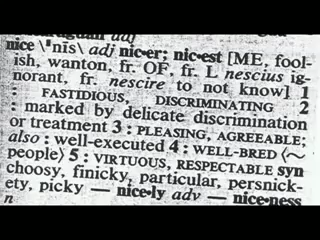 adj
nice \ˈnīs\ adj nic·er; nic·est [ME, fool-
ish, wanton, fr. OF, fr. L nescius ig-
norant, fr. nescire to not know] 1
: FASTIDIOUS, DISCRIMINATING 2
: marked by delicate discrimination
or treatment 3 : PLEASING, AGREEABLE;
also : well-executed 4 : WELL-BRED ⟨~
people⟩ 5 : VIRTUOUS, RESPECTABLE syn
choosy, finicky, particular, persnick-
ety, picky — nice·ly adv — nice·ness
n